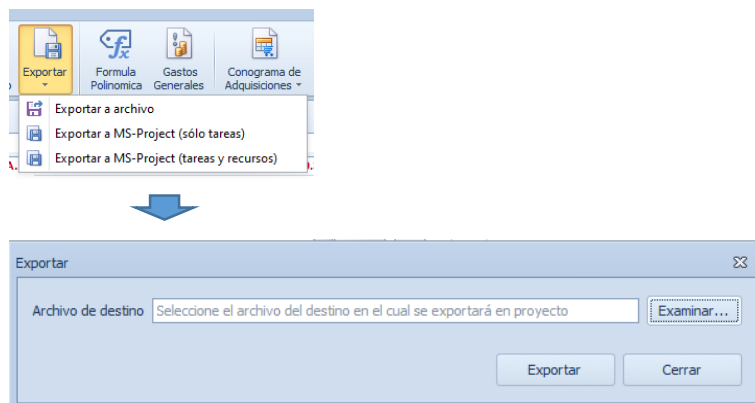 Exportar
Formula
Polinomica
Gastos
Generales
Conograma de
Adquisiciones
Exportar a archivo
Exportar a MS-Project (sólo tareas)
Exportar a MS-Project (tareas y recursos)
Exportar
Archivo de destino
Seleccione el archivo del destino en el cual se exportará en proyecto
Examinar...
Exportar
Cerrar